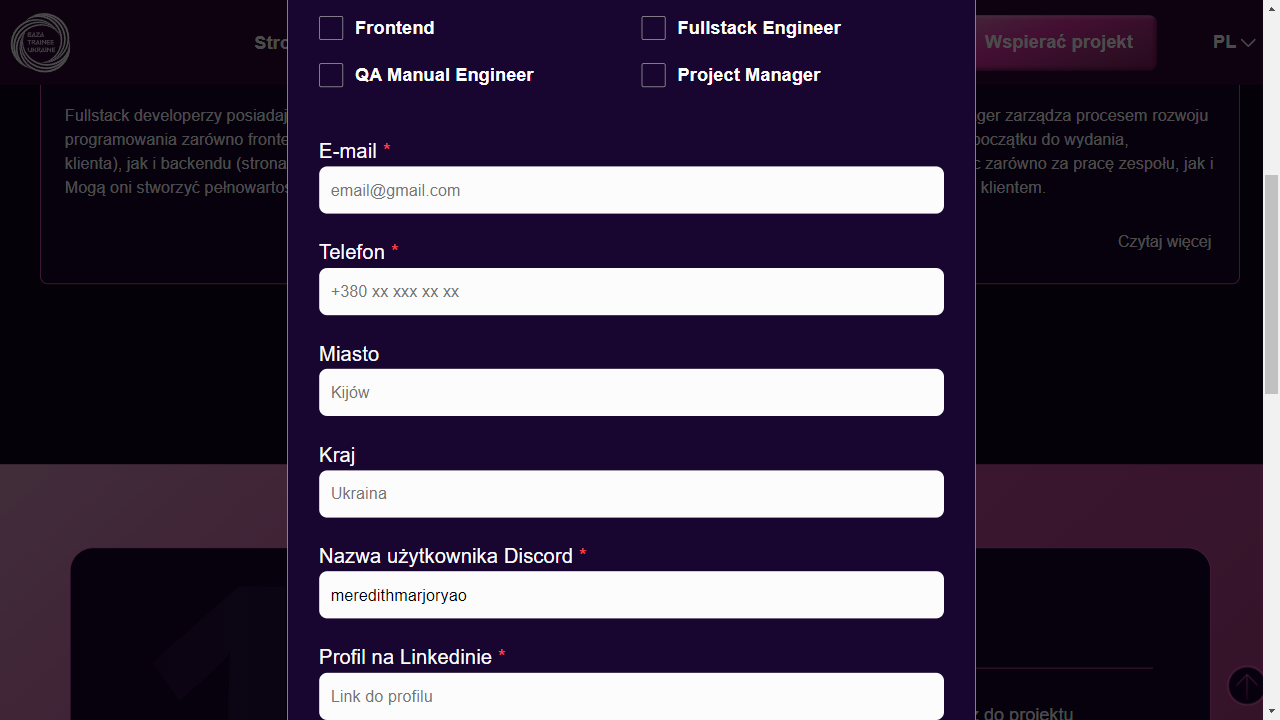 BAZA
TRAINEE
UKRAINE
Wspierać projekt
PL
Frontend
Fullstack Engineer
QA Manual Engineer
Project Manager
Fullstack developerzy posiadaj
programowania zarówno fronte
klienta), jak i backendu (strona
Mogą oni stworzyć pełnowartoś
zarządza procesem rozwoju
początku do wydania,
zarówno za pracę zespołu, jak i
klientem.
Czytaj więcej
E-mail *
email@gmail.com
Telefon *
+380 xx xxx xx xx
Miasto
Kijów
Kraj
Ukraina
Nazwa użytkownika Discord *
meredithmarjoryao
Profil na Linkedinie *
Link do profilu
1
do projektu